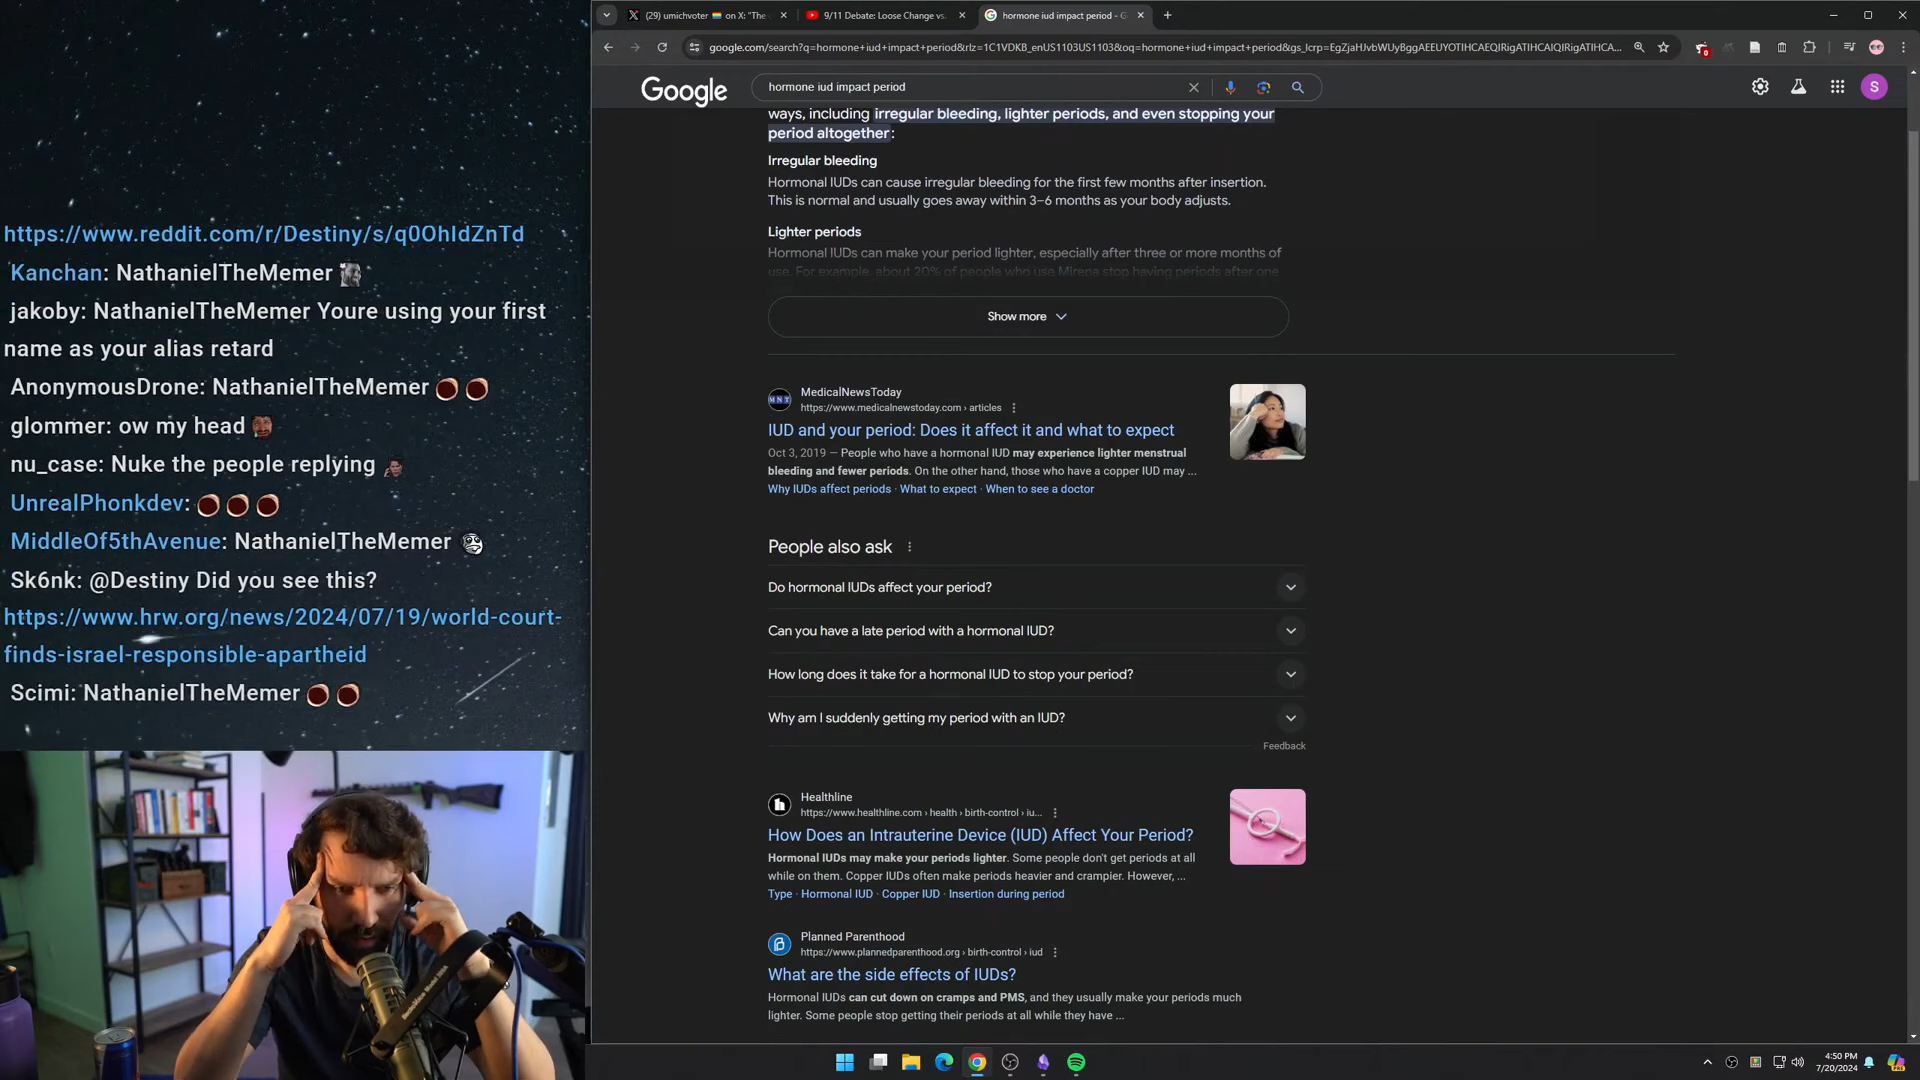 https://www.reddit.com/r/Destiny/s/q0OhIdZnTd
Kanchan: NathanielTheMemer
jakoby: NathanielTheMemer Youre using your first
name as your alias retard
AnonymousDrone: NathanielTheMemer
glommer: ow my head
nu_case: Nuke the people replying
UnrealPhonkdev:
MiddleOf5thAvenue: NathanielTheMemer
Sk6nk: @Destiny Did you see this?
https://www.hrw.org/news/2024/07/19/world-court-
finds-israel-responsible-apartheid
Scimi: NathanielTheMemer
(29) umichvoter on X: "The
9/11 Debate: Loose Change vs.
hormone iud impact period - G
google.com/search?q=hormone+iud+impact+period&rlz=1C1VDKB_enUS1103US1103&oq=hormone+iud+impact+period&gs_lcrp=EgZjaHJvbWUyBggAEEUYOTIHCAEQIRigATIHCAIQIRigATIHCA...
0
Google
hormone iud impact period
S
ways, including irregular bleeding, lighter periods, and even stopping your
period altogether:
Irregular bleeding
Hormonal IUDs can cause irregular bleeding for the first few months after insertion.
This is normal and usually goes away within 3–6 months as your body adjusts.
Lighter periods
Hormonal IUDs can make your period lighter, especially after three or more months of
use. For example, about 20% of people who use Mirena stop having periods after one
Show more
MNT
MedicalNewsToday
https://www.medicalnewstoday.com › articles
IUD and your period: Does it affect it and what to expect
Oct 3, 2019 — People who have a hormonal IUD may experience lighter menstrual
bleeding and fewer periods. On the other hand, those who have a copper IUD may ...
Why IUDs affect periods · What to expect · When to see a doctor
People also ask
Do hormonal IUDs affect your period?
Can you have a late period with a hormonal IUD?
How long does it take for a hormonal IUD to stop your period?
Why am I suddenly getting my period with an IUD?
Feedback
Healthline
https://www.healthline.com › health › birth-control › iu...
How Does an Intrauterine Device (IUD) Affect Your Period?
Hormonal IUDs may make your periods lighter. Some people don't get periods at all
while on them. Copper IUDs often make periods heavier and crampier. However, ...
Type · Hormonal IUD · Copper IUD · Insertion during period
Planned Parenthood
https://www.plannedparenthood.org › birth-control › iud
What are the side effects of IUDs?
Hormonal IUDs can cut down on cramps and PMS, and they usually make your periods much
lighter. Some people stop getting their periods at all while they have ...
4:50 PM
7/20/2024